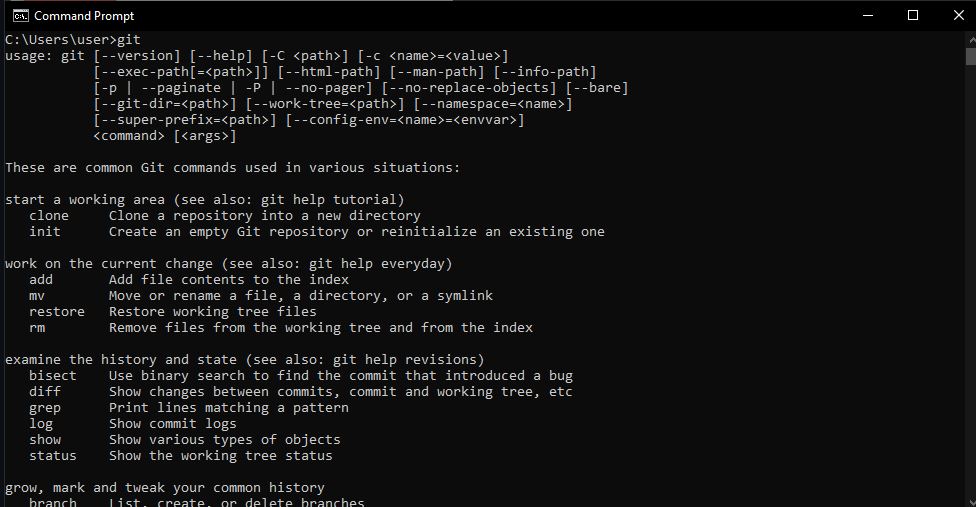 Command Prompt
C:\Users\user>git
usage: git [--version] [--help] [-C <path>] [-c <name>=<value>]
           [--exec-path[=<path>]] [--html-path] [--man-path] [--info-path]
           [-p | --paginate | -P | --no-pager] [--no-replace-objects] [--bare]
           [--git-dir=<path>] [--work-tree=<path>] [--namespace=<name>]
           [--super-prefix=<path>] [--config-env=<name>=<envvar>]
           <command> [<args>]

These are common Git commands used in various situations:

start a working area (see also: git help tutorial)
   clone     Clone a repository into a new directory
   init      Create an empty Git repository or reinitialize an existing one

work on the current change (see also: git help everyday)
   add       Add file contents to the index
   mv        Move or rename a file, a directory, or a symlink
   restore   Restore working tree files
   rm        Remove files from the working tree and from the index

examine the history and state (see also: git help revisions)
   bisect    Use binary search to find the commit that introduced a bug
   diff      Show changes between commits, commit and working tree, etc
   grep      Print lines matching a pattern
   log       Show commit logs
   show      Show various types of objects
   status    Show the working tree status

grow, mark and tweak your common history
   branch    List, create, or delete branches